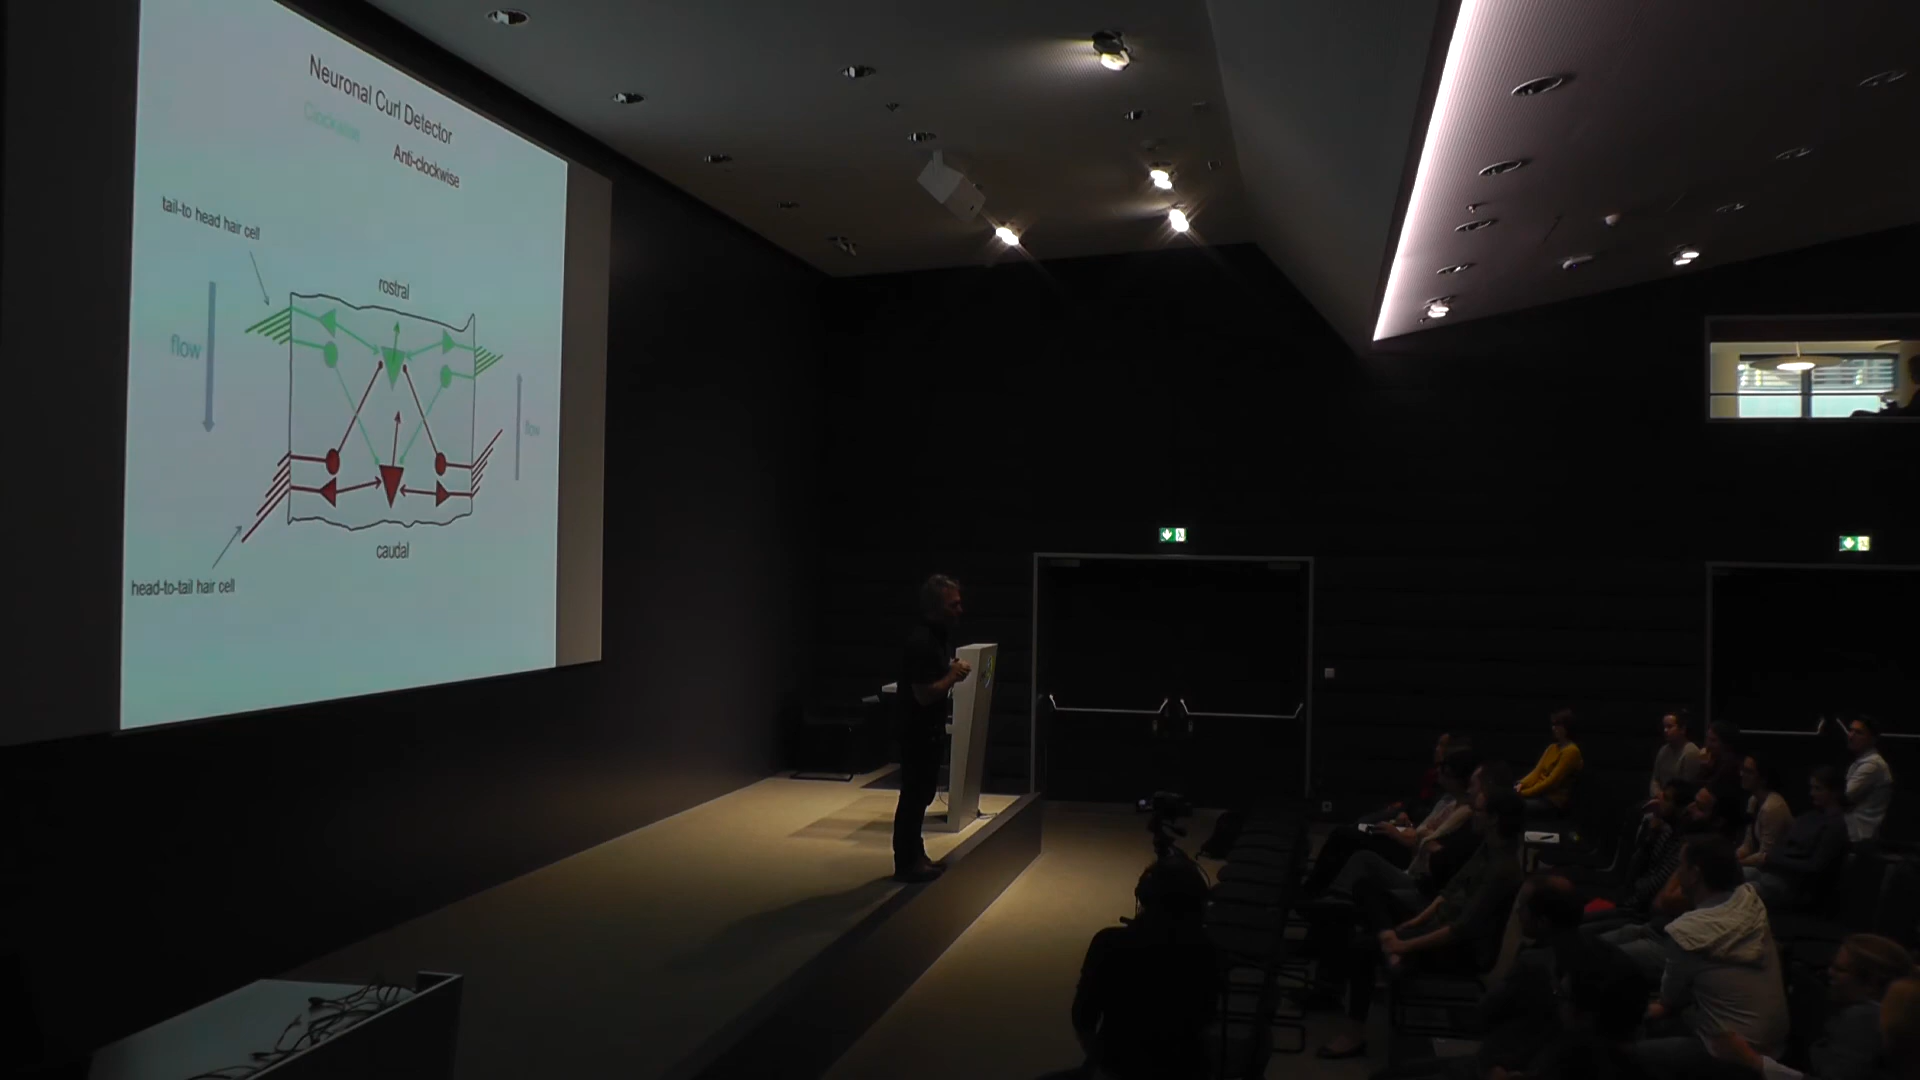 Neuronal Curl Detector
Clockwise
Anti-clockwise
tail-to head hair cell
rostral
flow
flow
caudal
head-to-tail hair cell